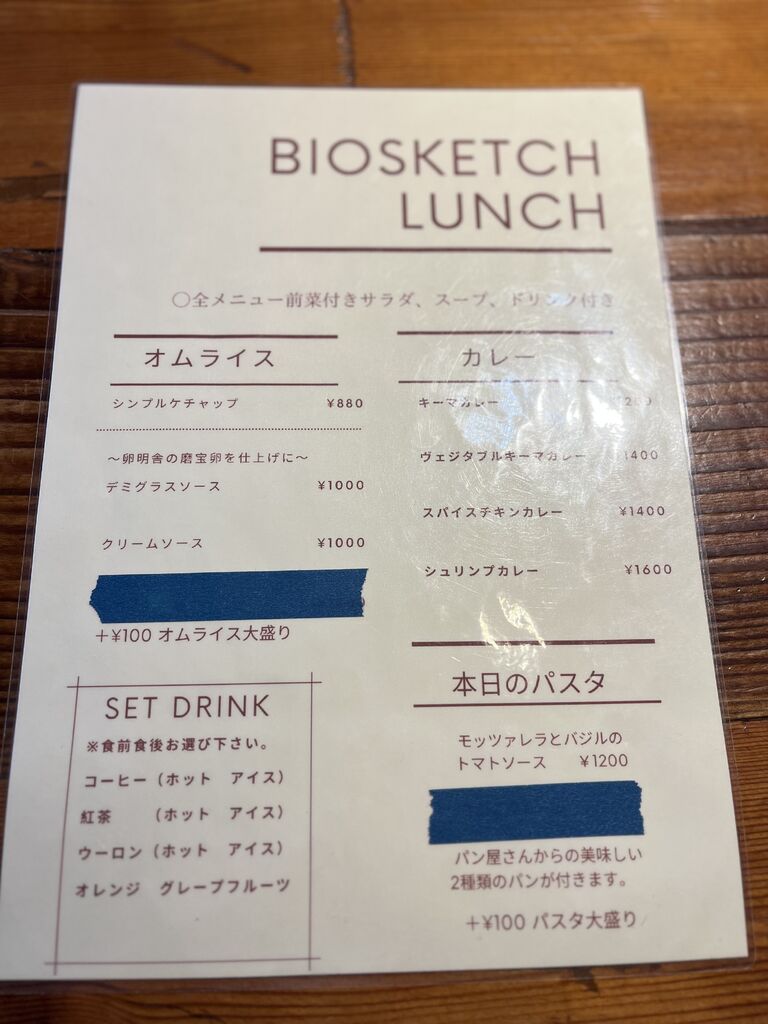 BIOSKETCH
LUNCH
〇全メニュー前菜付きサラダ、スープ、ドリンク付き
オムライス
シンプルケチャップ ¥880
～卵明舎の磨宝卵を仕上げに～
デミグラスソース ¥1000
クリームソース ¥1000
＋¥100 オムライス大盛り
カレー
キーマカレー
ヴェジタブルキーマカレー 1400
スパイスチキンカレー ¥1400
シュリンプカレー ¥1600
本日のパスタ
モッツァレラとバジルの
トマトソース ¥1200
パン屋さんからの美味しい
2種類のパンが付きます。
＋¥100 パスタ大盛り
SET DRINK
※食前食後お選び下さい。
コーヒー（ホット　アイス）
紅茶　　（ホット　アイス）
ウーロン（ホット　アイス）
オレンジ　グレープフルーツ